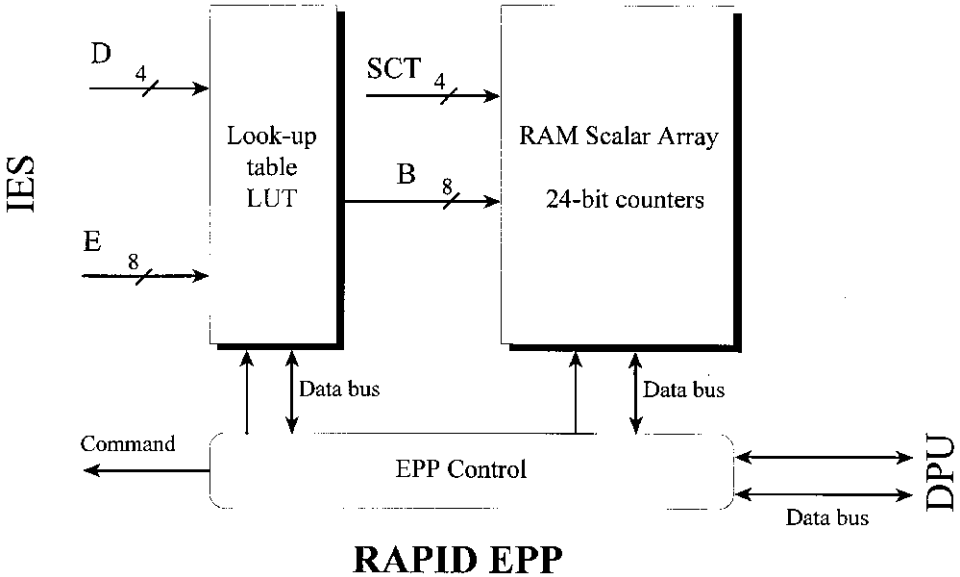 D
4
SCT
4
Look-up
table
LUT
RAM Scalar Array
24-bit counters
IES
B
8
E
8
Data bus
Data bus
Command
EPP Control
DPU
Data bus
RAPID EPP